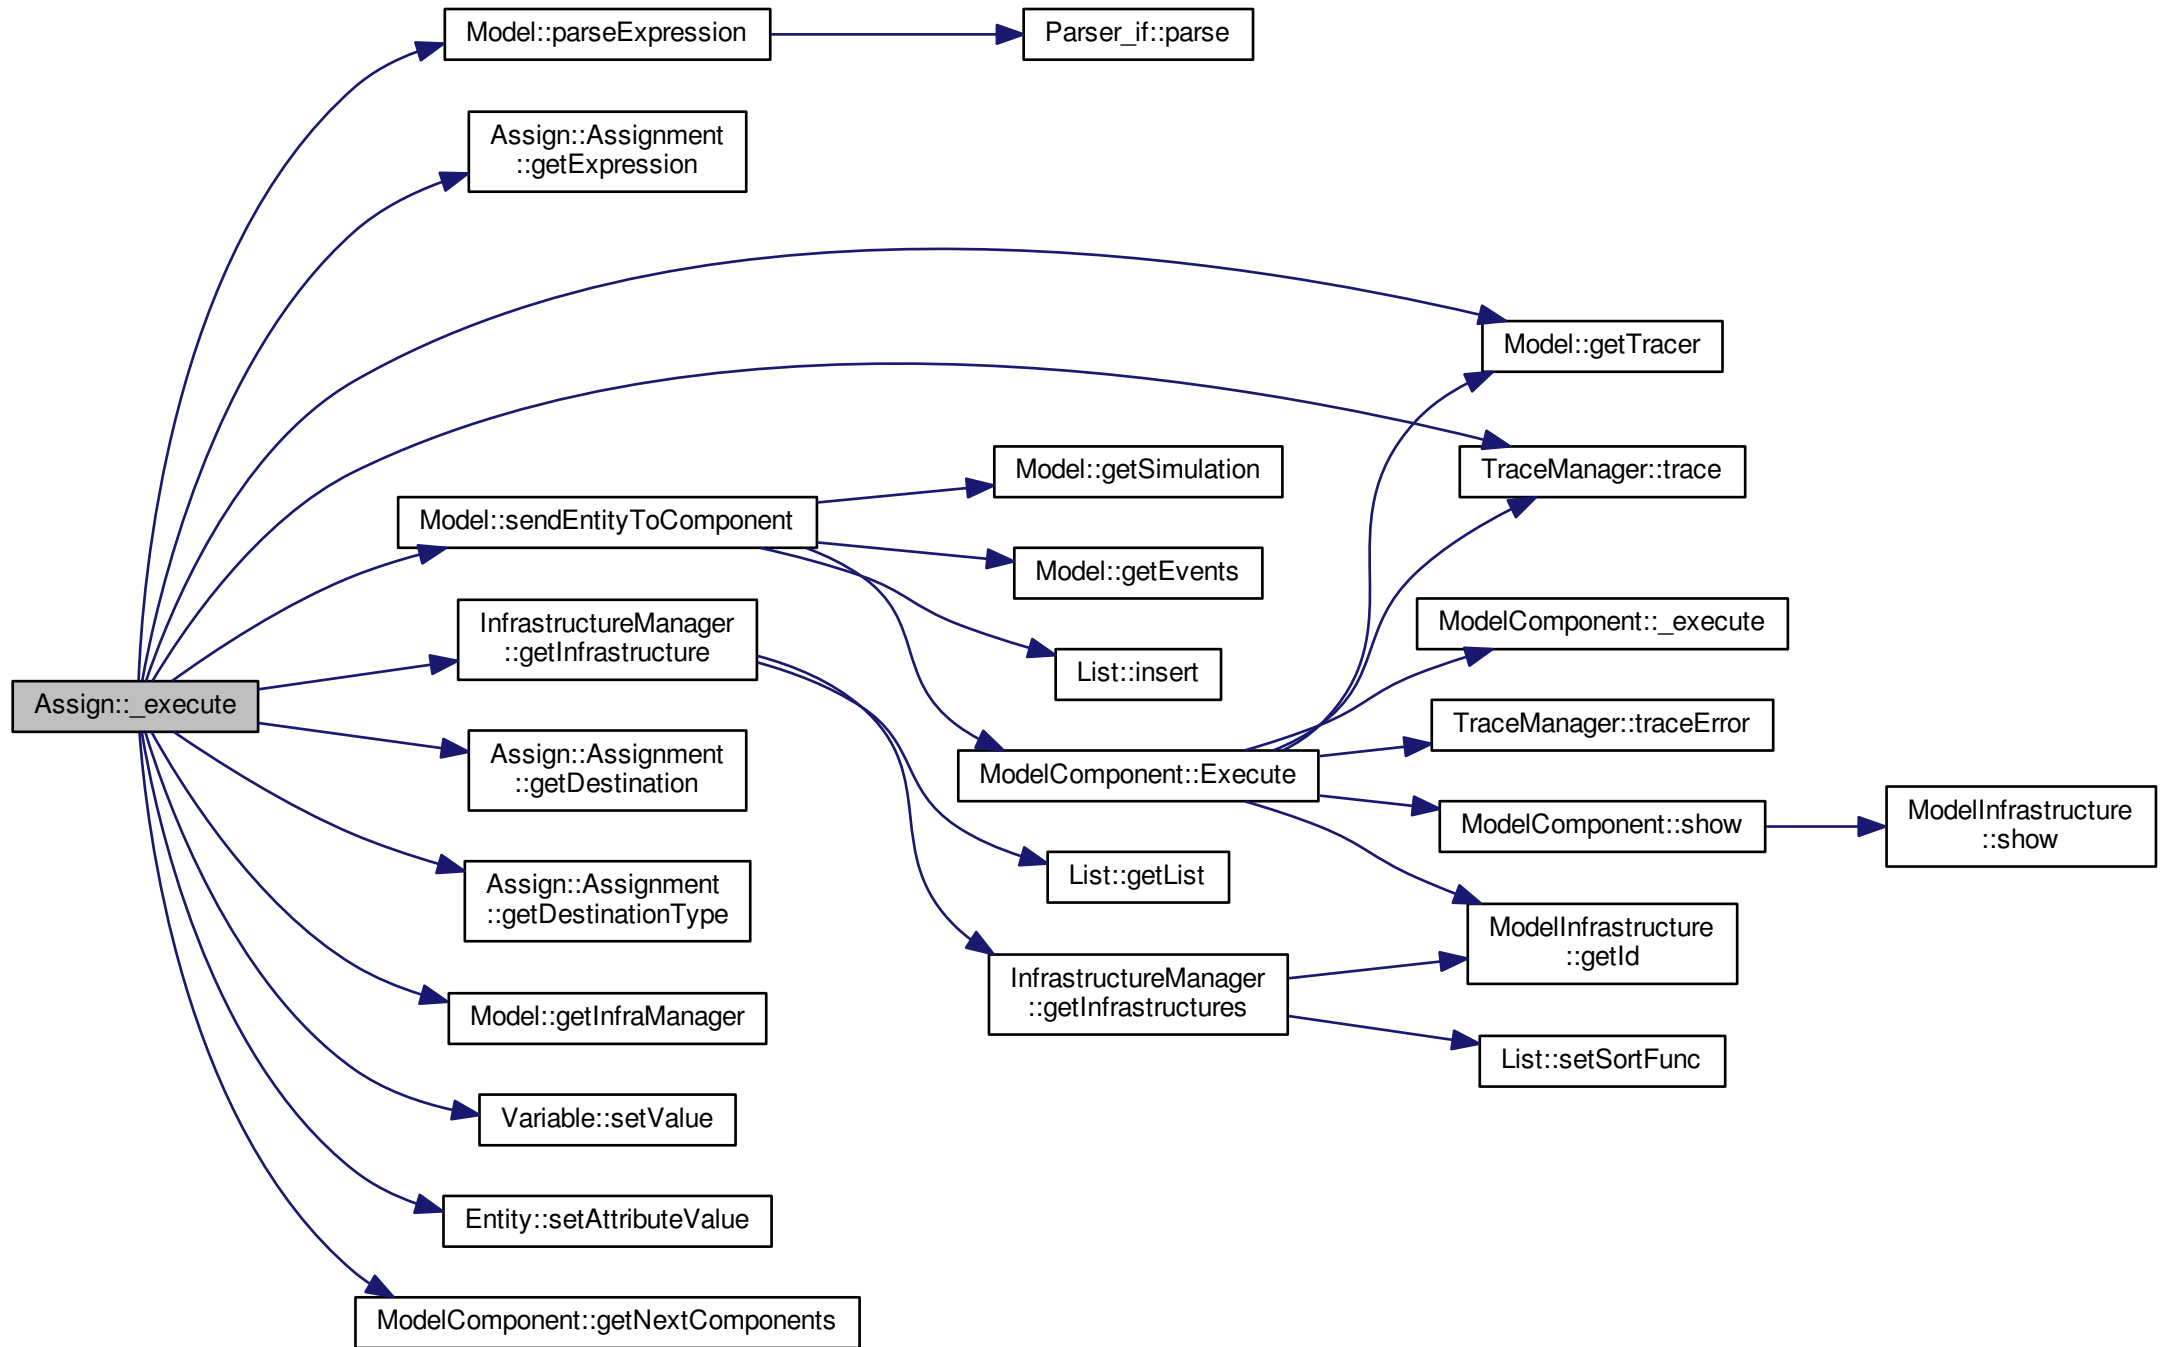 Model::parseExpression
Parser_if::parse
Assign::Assignment
::getExpression
Model::getTracer
Model::getSimulation
TraceManager::trace
Model::sendEntityToComponent
Model::getEvents
InfrastructureManager
::getInfrastructure
ModelComponent::_execute
List::insert
Assign::_execute
TraceManager::traceError
Assign::Assignment
::getDestination
ModelComponent::Execute
ModelComponent::show
ModelInfrastructure
::show
List::getList
Assign::Assignment
::getDestinationType
ModelInfrastructure
::getId
InfrastructureManager
::getInfrastructures
Model::getInfraManager
List::setSortFunc
Variable::setValue
Entity::setAttributeValue
ModelComponent::getNextComponents